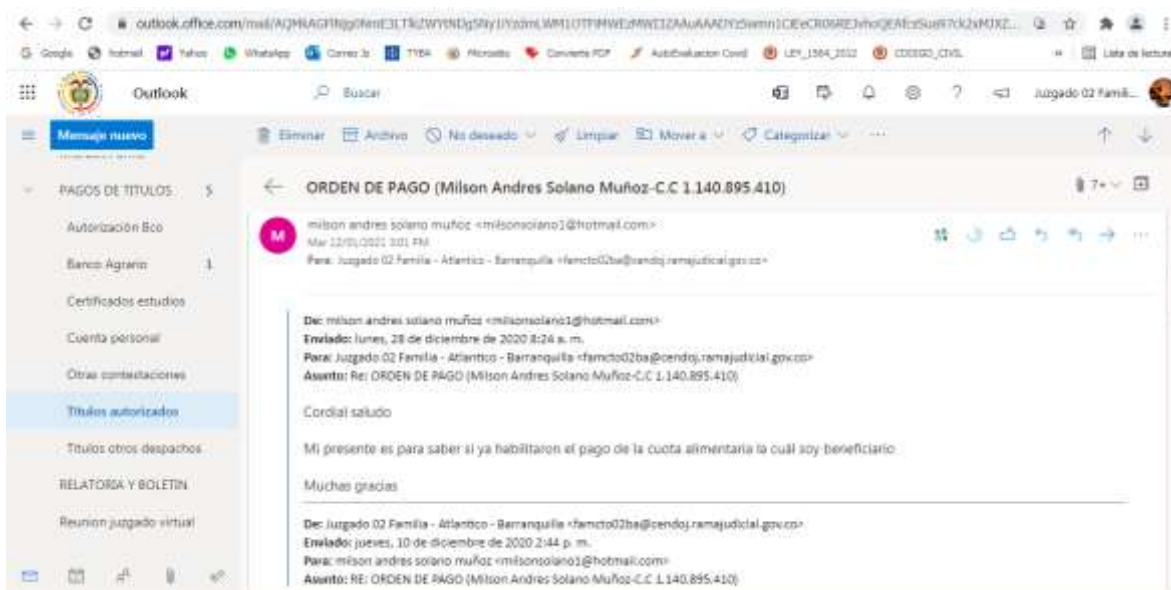 outlook.office.com/mail/
Google hotmail Yahoo WhatsApp Correo Js TYBA Micrositio Convierte PDF AutoEvaluacion Covid LEY_1564_2012 CODIGO_CIVIL » Lista de lectura
Outlook Buscar Juzgado 02 Famili...
Mensaje nuevo Eliminar Archivo No deseado Limpiar Mover a Categorizar ...
PAGOS DE TITULOS 5
ORDEN DE PAGO (Milson Andres Solano Muñoz-C.C 1.140.895.410) 7+
Autorización Bco
Banco Agrario 1
Certificados estudios
Cuenta personal
Otras contestaciones
Títulos autorizados
Títulos otros despachos
RELATORIA Y BOLETIN
Reunion juzgado virtual
M
milson andres solano muñoz <milsonsolano1@hotmail.com>
Mar 12/01/2021 3:01 PM
Para: Juzgado 02 Familia - Atlantico - Barranquilla <famcto02ba@cendoj.ramajudicial.gov.co>
De: milson andres solano muñoz <milsonsolano1@hotmail.com>
Enviado: lunes, 28 de diciembre de 2020 8:24 a. m.
Para: Juzgado 02 Familia - Atlantico - Barranquilla <famcto02ba@cendoj.ramajudicial.gov.co>
Asunto: Re: ORDEN DE PAGO (Milson Andres Solano Muñoz-C.C 1.140.895.410)
Cordial saludo
Mi presente es para saber si ya habilitaron el pago de la cuota alimentaria la cuál soy beneficiario
Muchas gracias
De: Juzgado 02 Familia - Atlantico - Barranquilla <famcto02ba@cendoj.ramajudicial.gov.co>
Enviado: jueves, 10 de diciembre de 2020 2:44 p. m.
Para: milson andres solano muñoz <milsonsolano1@hotmail.com>
Asunto: RE: ORDEN DE PAGO (Milson Andres Solano Muñoz-C.C 1.140.895.410)